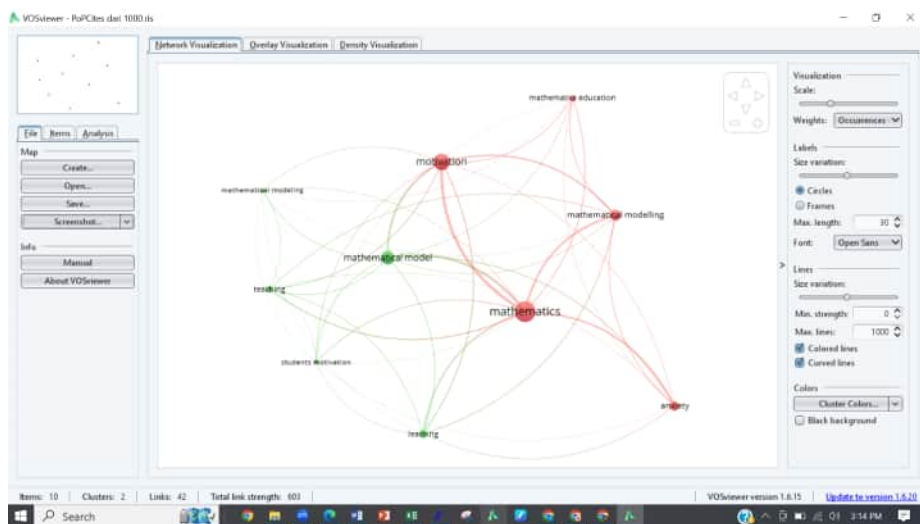 VOSviewer - PoPCites dari 1000.ris
Network Visualization Overlay Visualization Density Visualization
File Items Analysis
Map
Create...
Open...
Save...
Screenshot...
Info
Manual
About VOSviewer
mathematics education
motivation
mathematical modeling
mathematical modelling
mathematical model
teaching
mathematics
students motivation
anxiety
learning
Visualization
Scale:
Weights: Occurrences
Labels
Size variation:
Circles
Frames
Max. length: 30
Font: Open Sans
Lines
Size variation:
Min. strength: 0
Max. lines: 1000
Colored lines
Curved lines
Colors
Cluster Colors...
Black background
Items: 10 Clusters: 2 Links: 42 Total link strength: 603
VOSviewer version 1.6.15 Update to version 1.6.20
Search
3:14 PM